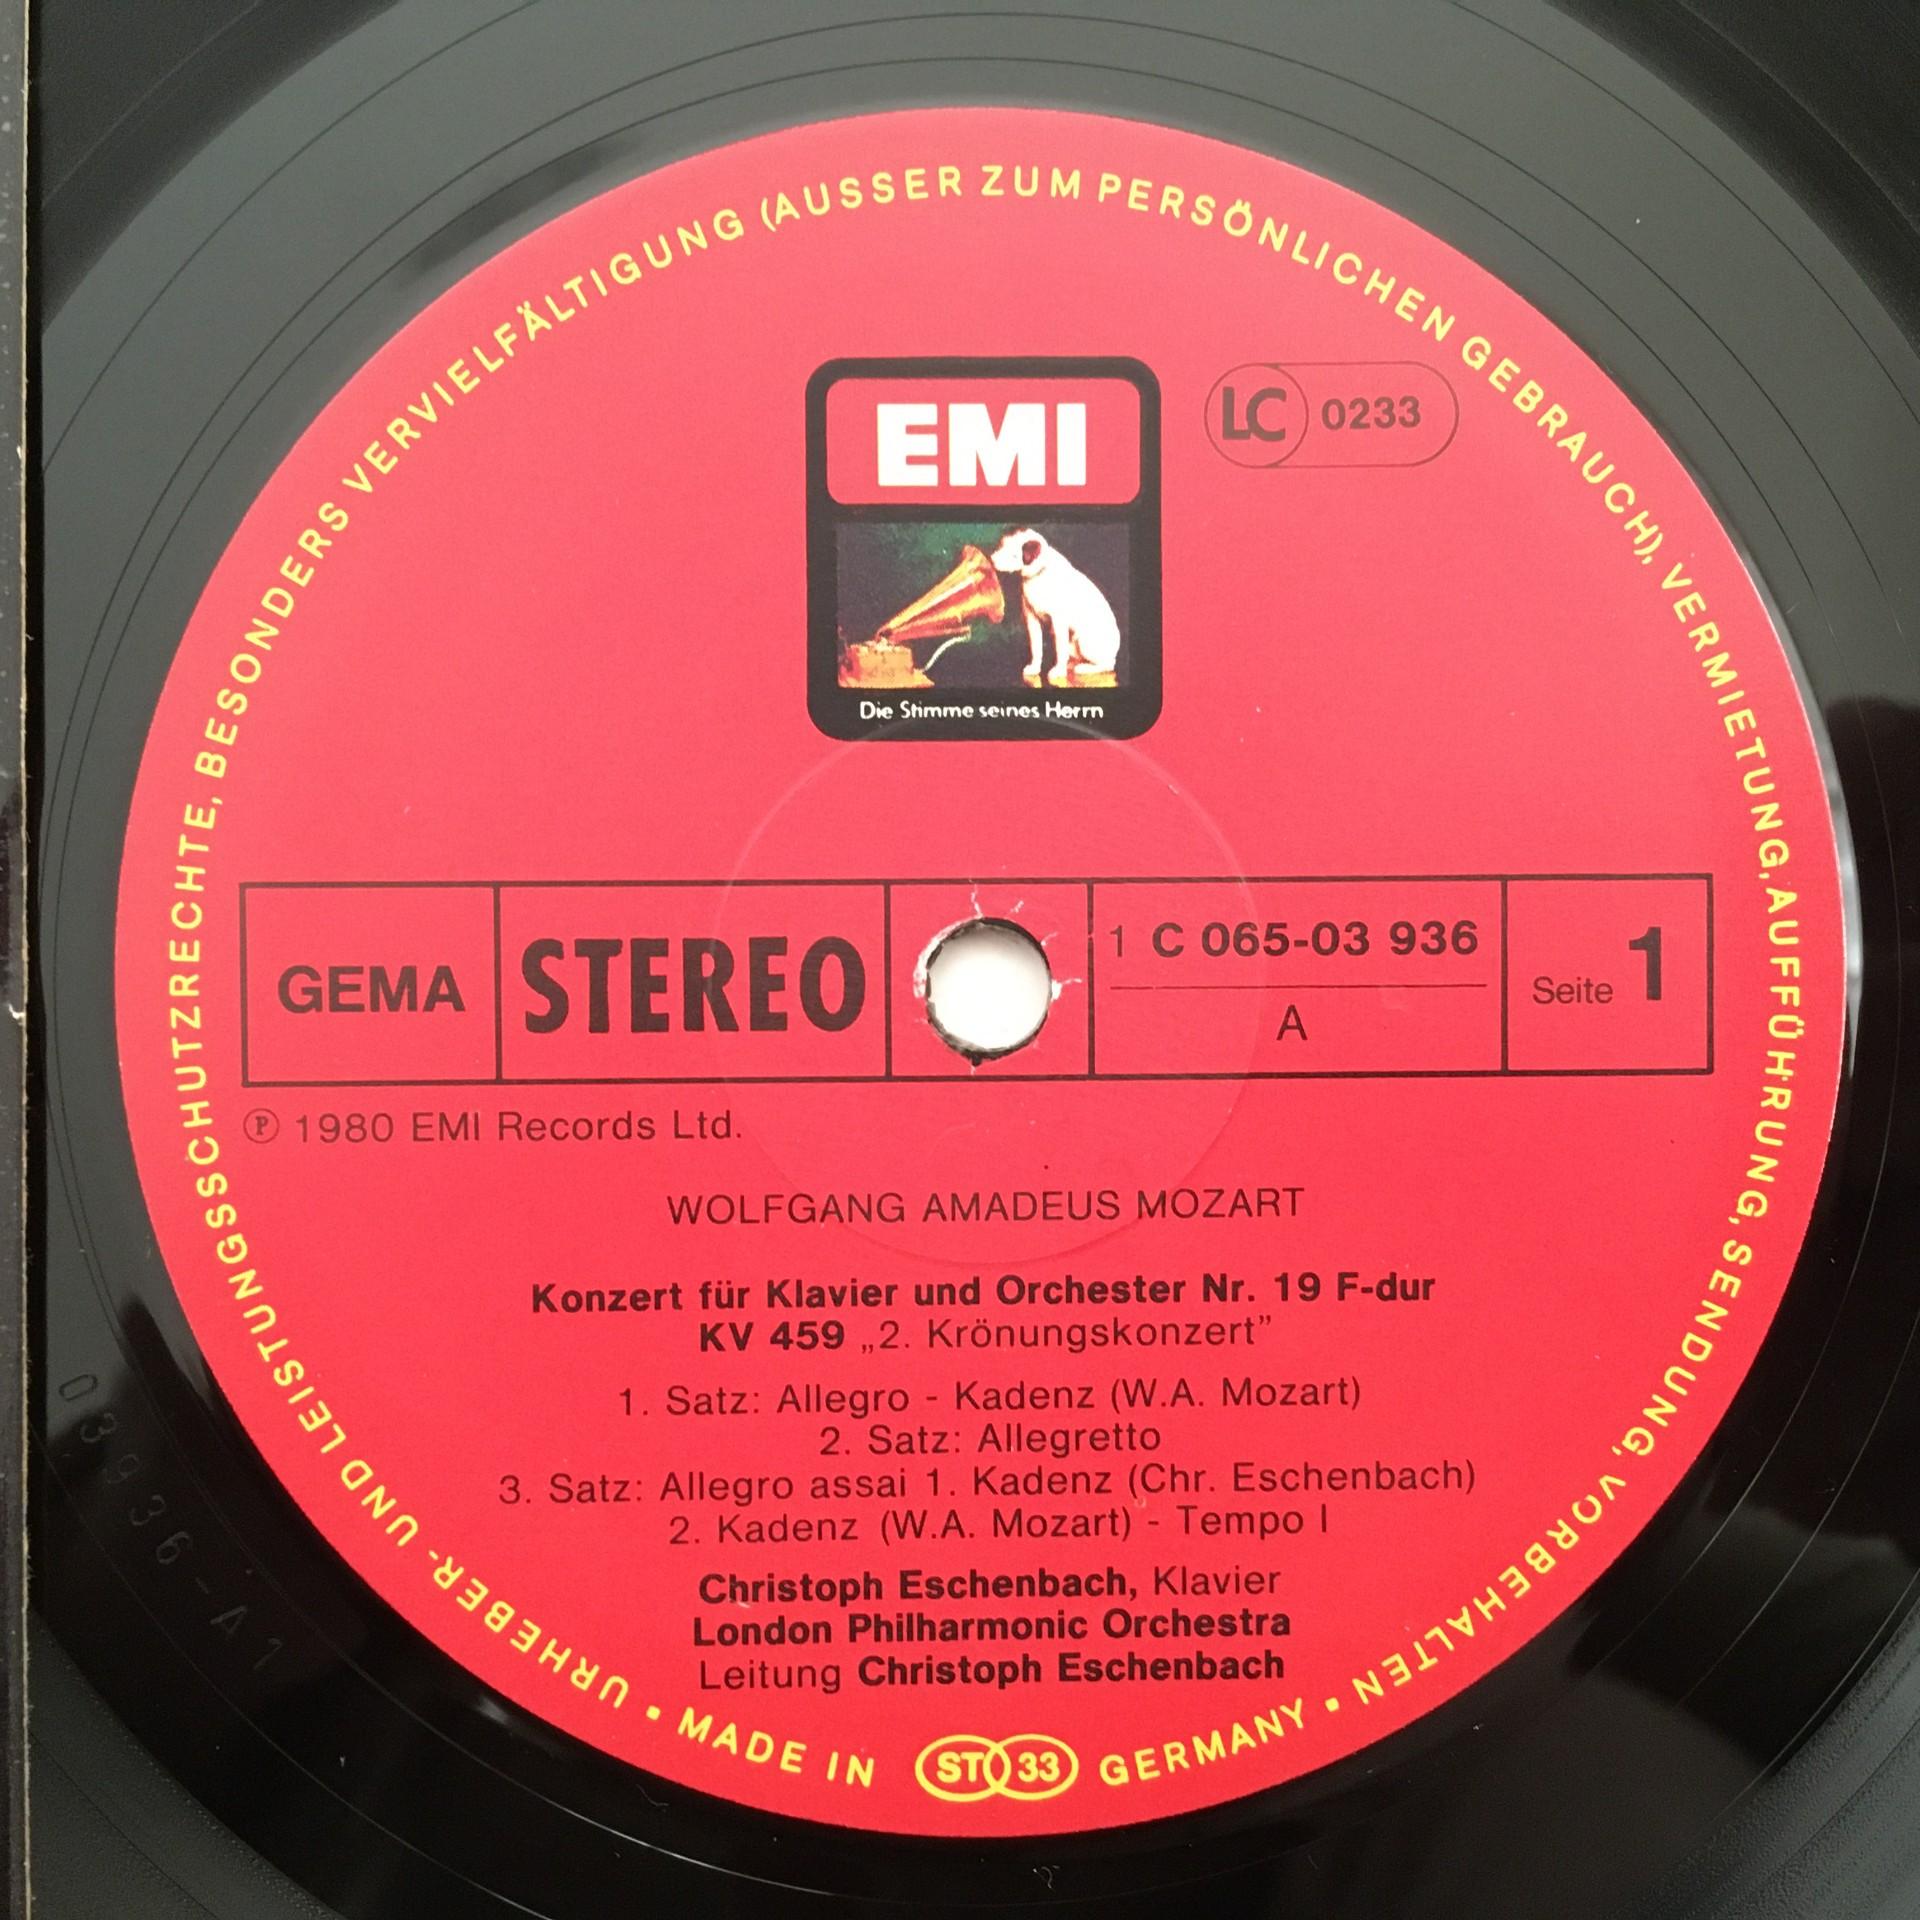 URHEBER- UND LEISTUNGSSCHUTZRECHTE, BESONDERS VERVIELFÄLTIGUNG (AUSSER ZUM PERSÖNLICHEN GEBRAUCH), VERMIETUNG, AUFFÜHRUNG, SENDUNG, VORBEHALTEN •
EMI
LC 0233
Die Stimme seines Herrn
GEMA
STEREO
1 C 065-03 936
A
Seite 1
℗ 1980 EMI Records Ltd.
WOLFGANG AMADEUS MOZART
Konzert für Klavier und Orchester Nr. 19 F-dur
KV 459 „2. Krönungskonzert”
1. Satz: Allegro - Kadenz (W.A. Mozart)
2. Satz: Allegretto
3. Satz: Allegro assai 1. Kadenz (Chr. Eschenbach)
2. Kadenz (W.A. Mozart) - Tempo I
Christoph Eschenbach, Klavier
London Philharmonic Orchestra
Leitung Christoph Eschenbach
• MADE IN ST 33 GERMANY
03936-A1